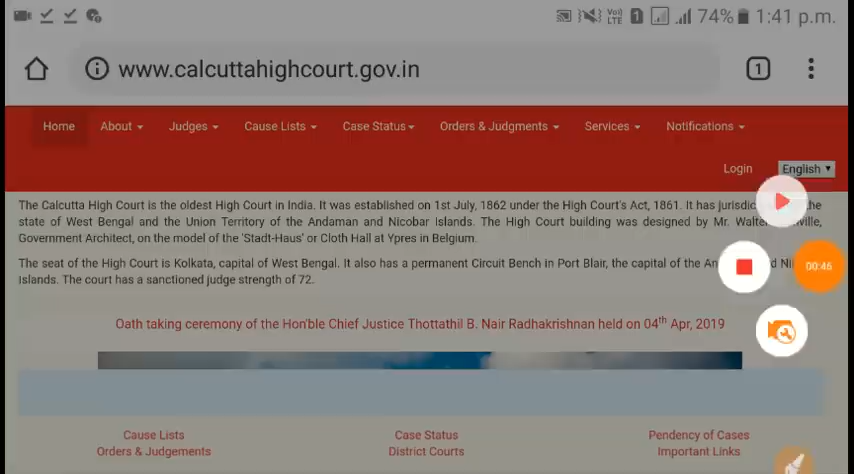 VoLTE 1 74% 1:41 p.m.
www.calcuttahighcourt.gov.in 1
Home About Judges Cause Lists Case Status Orders & Judgments Services Notifications
Login English
The Calcutta High Court is the oldest High Court in India. It was established on 1st July, 1862 under the High Court's Act, 1861. It has the
state of West Bengal and the Union Territory of the Andaman and Nicobar Islands. The High Court building was designed by Mr.
Government Architect, on the model of the 'Stadt-Haus' or Cloth Hall at Ypres in Belgium.
The seat of the High Court is Kolkata, capital of West Bengal. It also has a permanent Circuit Bench in Port Blair, the capital of the
00:46
Islands. The court has a sanctioned judge strength of 72.
Oath taking ceremony of the Hon'ble Chief Justice Thottathil B. Nair Radhakrishnan held on 04th Apr, 2019
Cause Lists Case Status Pendency of Cases
Orders & Judgements District Courts Important Links